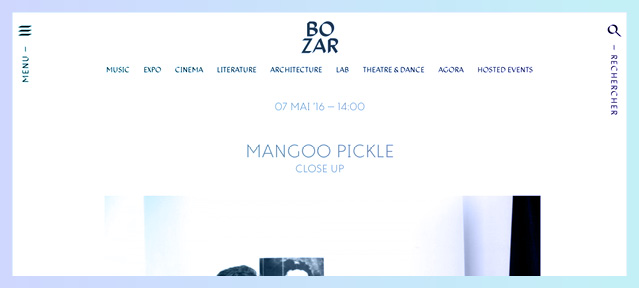 BO
ZAR
MENU —
— RECHERCHER
MUSIC EXPO CINEMA LITERATURE ARCHITECTURE LAB THEATRE & DANCE AGORA HOSTED EVENTS
07 MAI '16 — 14:00
MANGOO PICKLE
CLOSE UP